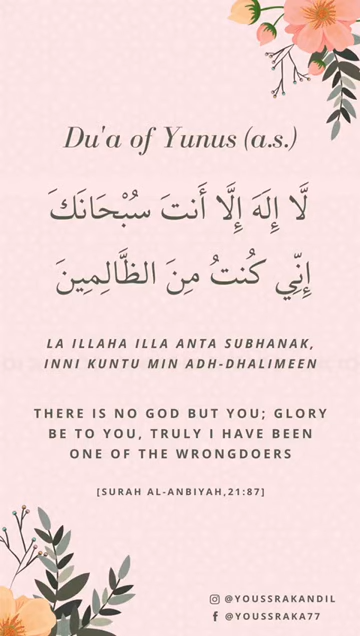 Du'a of Yunus (a.s.)
لَّا إِلَهَ إِلَّا أَنتَ سُبْحَانَكَ
إِنِّي كُنتُ مِنَ الظَّالِمِينَ
LA ILLAHA ILLA ANTA SUBHANAK,
INNI KUNTU MIN ADH-DHALIMEEN
THERE IS NO GOD BUT YOU; GLORY
BE TO YOU, TRULY I HAVE BEEN
ONE OF THE WRONGDOERS
[SURAH AL-ANBIYAH,21:87]
@YOUSSRAKANDIL
@YOUSSRAKA77